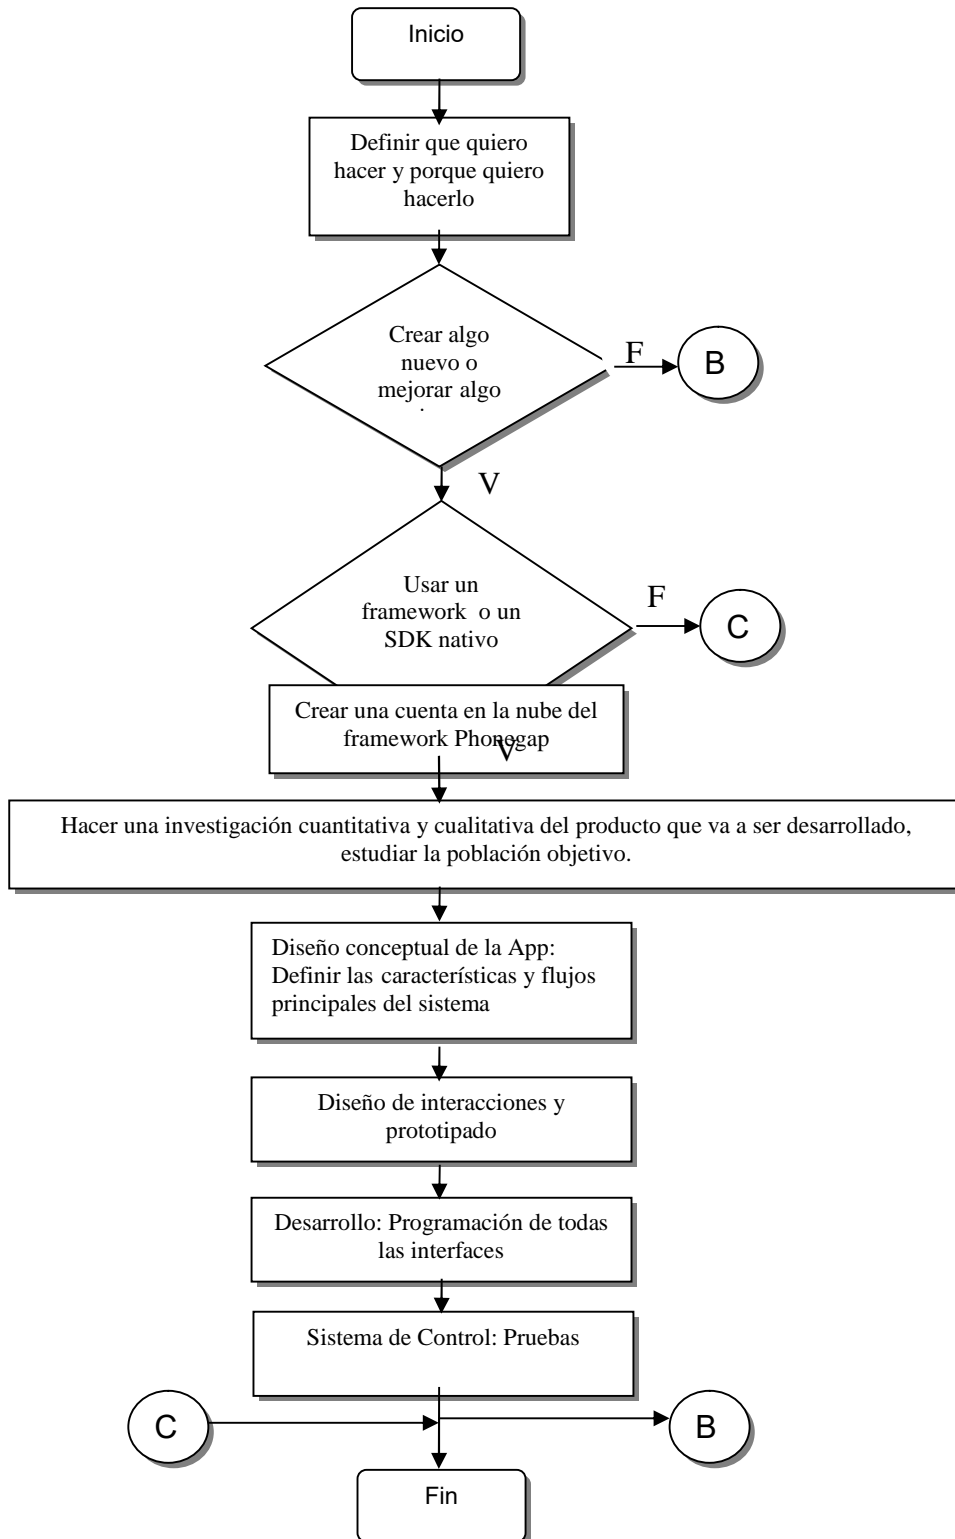 Inicio
Definir que quiero
hacer y porque quiero
hacerlo
Crear algo
nuevo o
mejorar algo
F
B
V
Usar un
framework o un
SDK nativo
F
C
Crear una cuenta en la nube del
framework Phonegap
V
Hacer una investigación cuantitativa y cualitativa del producto que va a ser desarrollado,
estudiar la población objetivo.
Diseño conceptual de la App:
Definir las características y flujos
principales del sistema
Diseño de interacciones y
prototipado
Desarrollo: Programación de todas
las interfaces
Sistema de Control: Pruebas
C
B
Fin